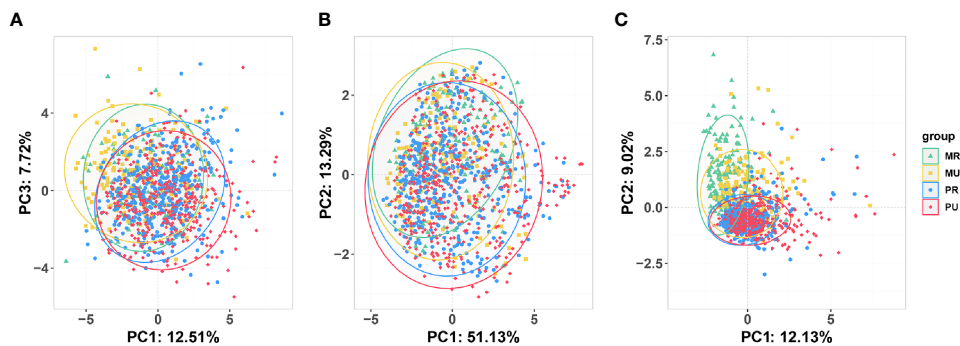 A
B
C
PC3: 7.72%
4
0
−4
−5
0
5
PC1: 12.51%
PC2: 13.29%
2
0
−2
−5
0
5
PC1: 51.13%
PC2: 9.02%
7.5
5.0
2.5
0.0
−2.5
0
5
PC1: 12.13%
group
MR
MU
PR
PU